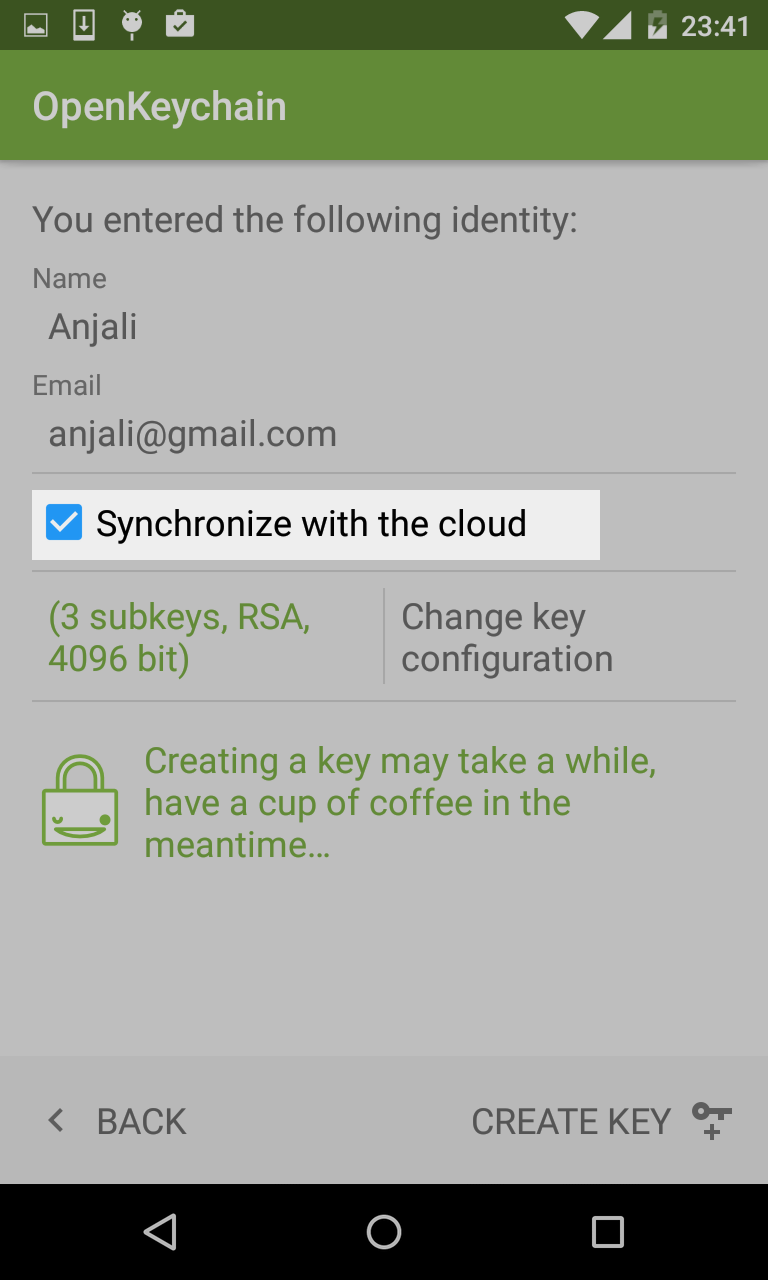 23:41
OpenKeychain
You entered the following identity:
Name
Anjali
Email
anjali@gmail.com
Synchronize with the cloud
(3 subkeys, RSA,
4096 bit)
Change key
configuration
Creating a key may take a while,
have a cup of coffee in the
meantime…
BACK
CREATE KEY